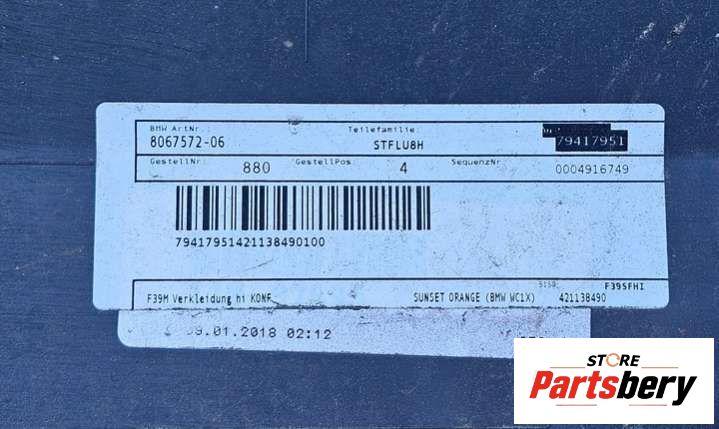 BMW ArtNr.: Teilefamilie:
8067572-06 STFLU8H 79417951
GestellNr: 880 GestellPos: 4 SequenzNr 0004916749
79417951421138490100
F39SFHI
F39M Verkleidung hi KONF. SUNSET ORANGE (BMW WC1X) 421138490
9.01.2018 02:12
STORE
Partsbery